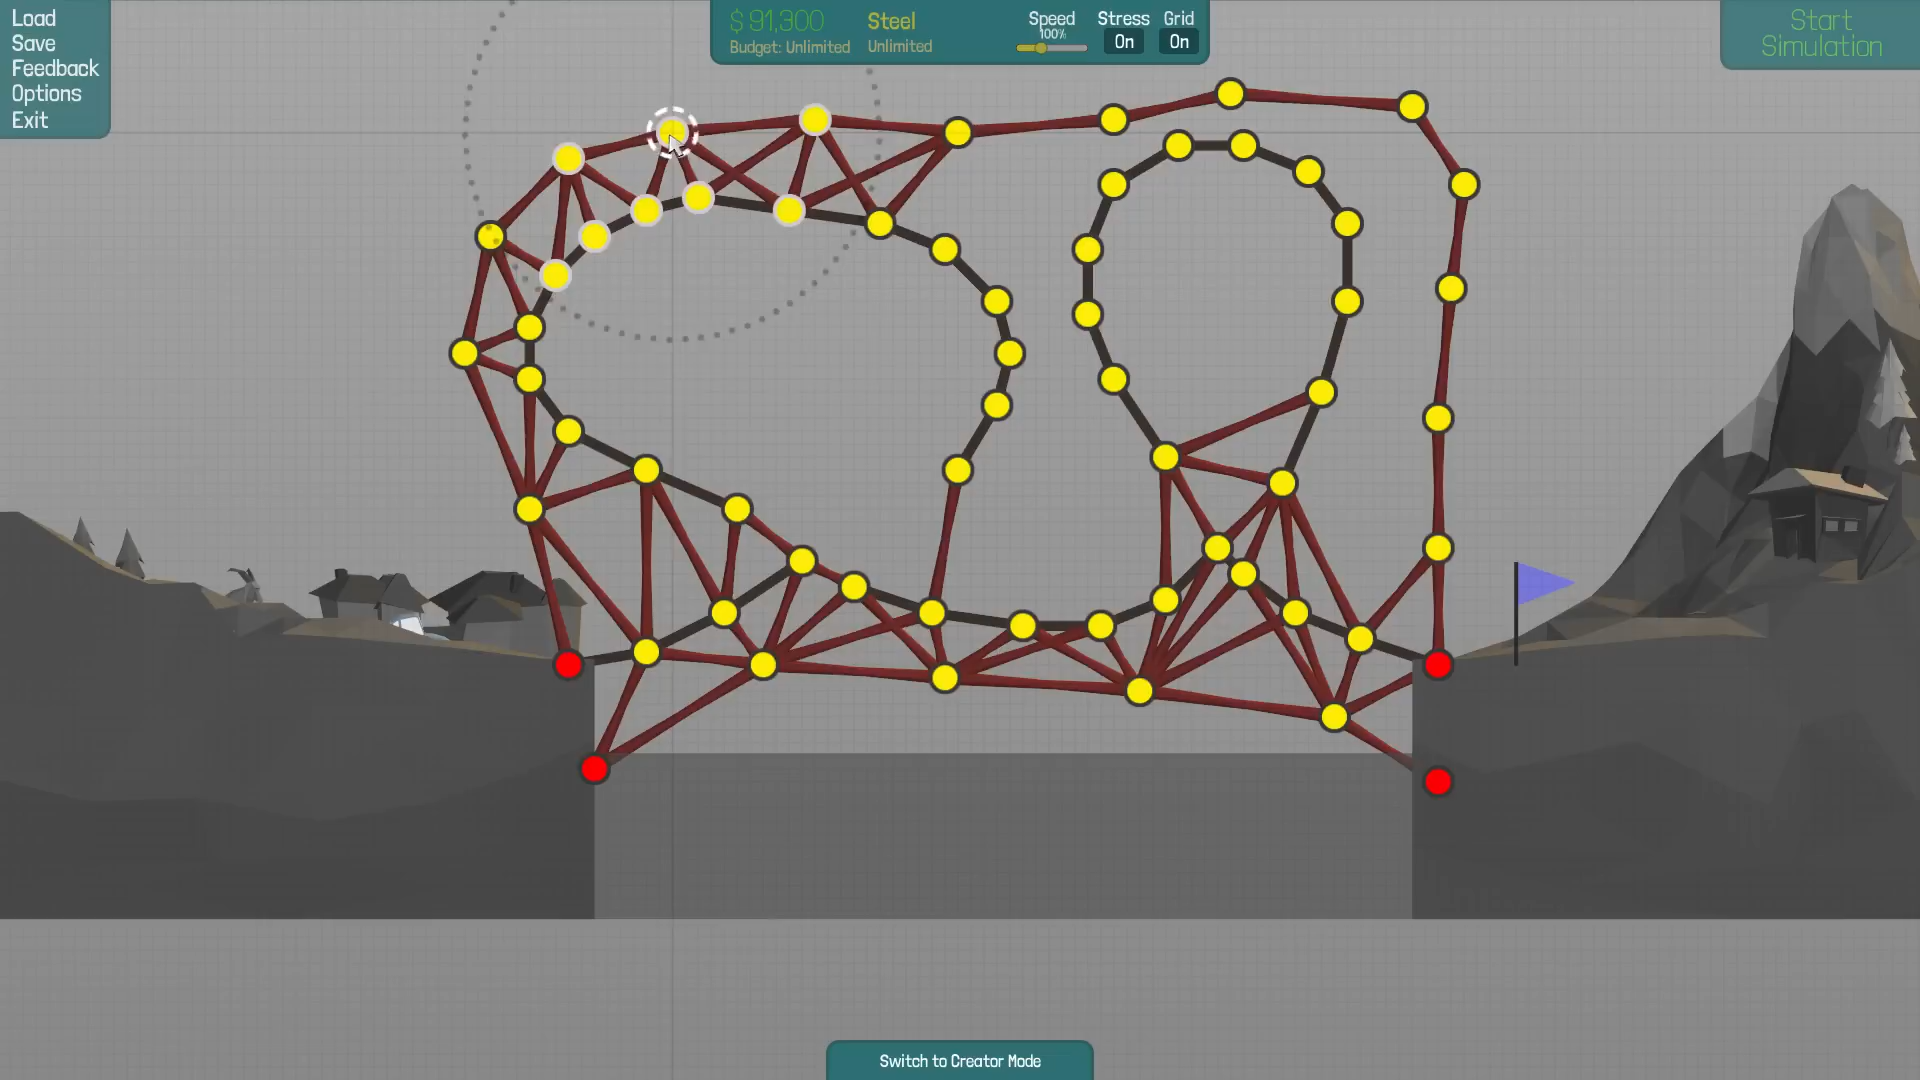 Load
Save
Feedback
Options
Exit
$ 91,300
Budget: Unlimited
Steel
Unlimited
Speed
100%
Stress
On
Grid
On
Start
Simulation
Switch to Creator Mode